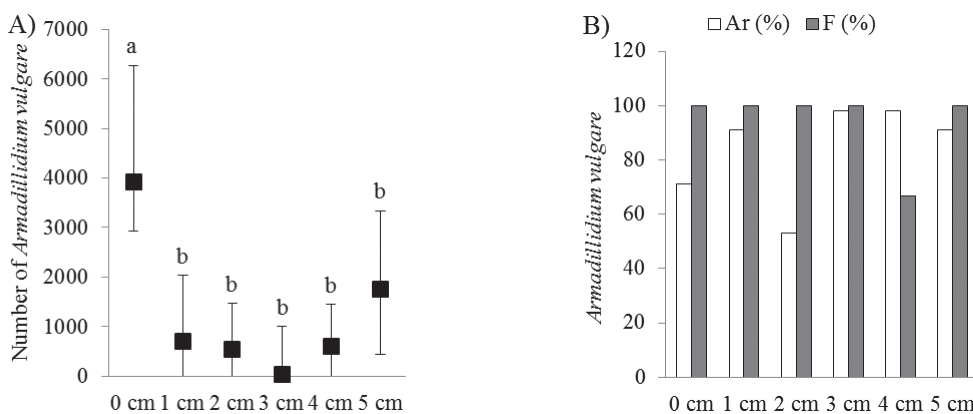 A)
Number of Armadillidium vulgare
7000
6000
5000
4000
3000
2000
1000
0
a
b
b
b
b
b
0 cm 1 cm 2 cm 3 cm 4 cm 5 cm
B)
Ar (%) F (%)
Armadillidium vulgare
120
100
80
60
40
20
0
0 cm 1 cm 2 cm 3 cm 4 cm 5 cm